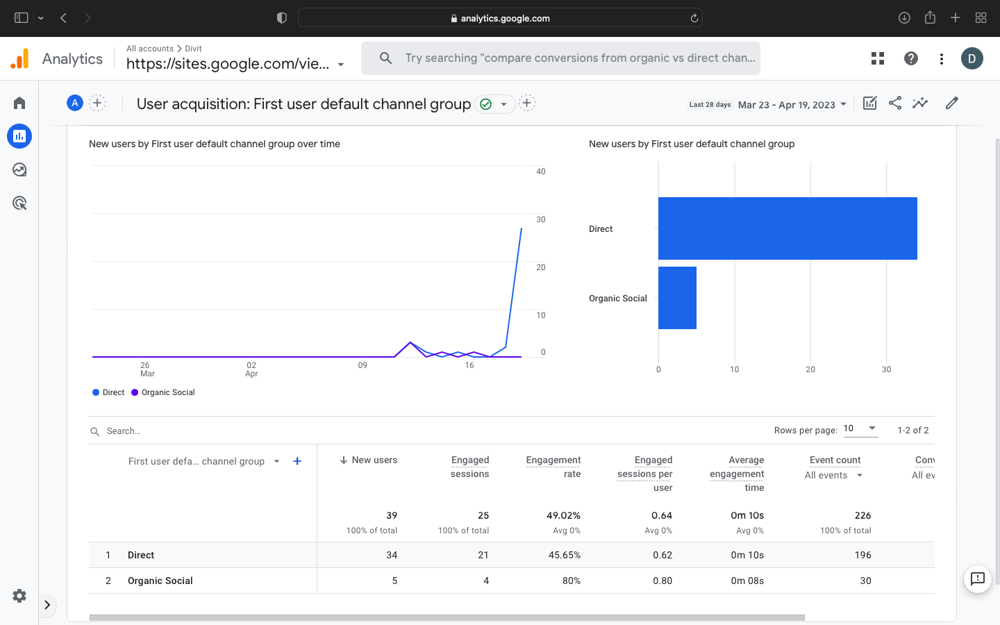 analytics.google.com
Analytics
All accounts > Divit
https://sites.google.com/vie...
Try searching "compare conversions from organic vs direct chan...
D
A
User acquisition: First user default channel group
Last 28 days Mar 23 - Apr 19, 2023
New users by First user default channel group over time
40
30
20
10
0
26 Mar
02 Apr
09
16
Direct Organic Social
New users by First user default channel group
Direct
Organic Social
0 10 20 30
Search...
Rows per page: 10 1-2 of 2
First user defa... channel group
New users
Engaged sessions
Engagement rate
Engaged sessions per user
Average engagement time
Event count
All events
Conv
All ev
39 25 49.02% 0.64 0m 10s 226
100% of total 100% of total Avg 0% Avg 0% Avg 0% 100% of total
1 Direct 34 21 45.65% 0.62 0m 10s 196
2 Organic Social 5 4 80% 0.80 0m 08s 30